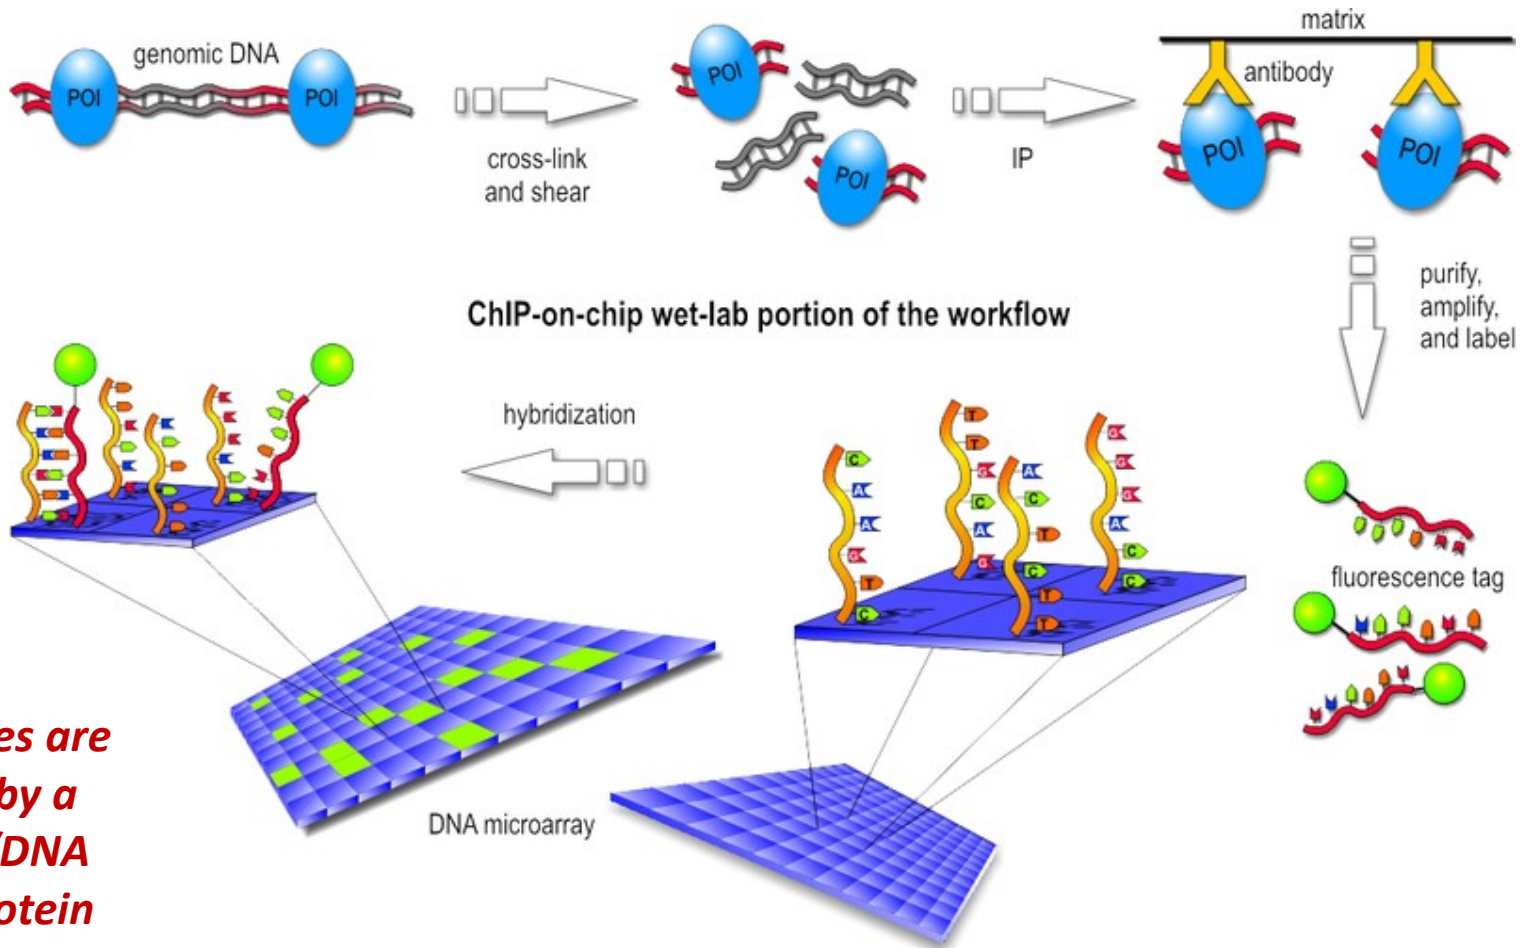 genomic DNA
POI
POI
cross-link
and shear
POI
POI
IP
matrix
antibody
POI
POI
purify,
amplify,
and label
ChIP-on-chip wet-lab portion of the workflow
hybridization
C
A
A
G
T
C
T
T
G
C
A
G
A
C
T
C
T
T
G
G
G
A
C
C
fluorescence tag
DNA microarray
es are
by a
DNA
otein